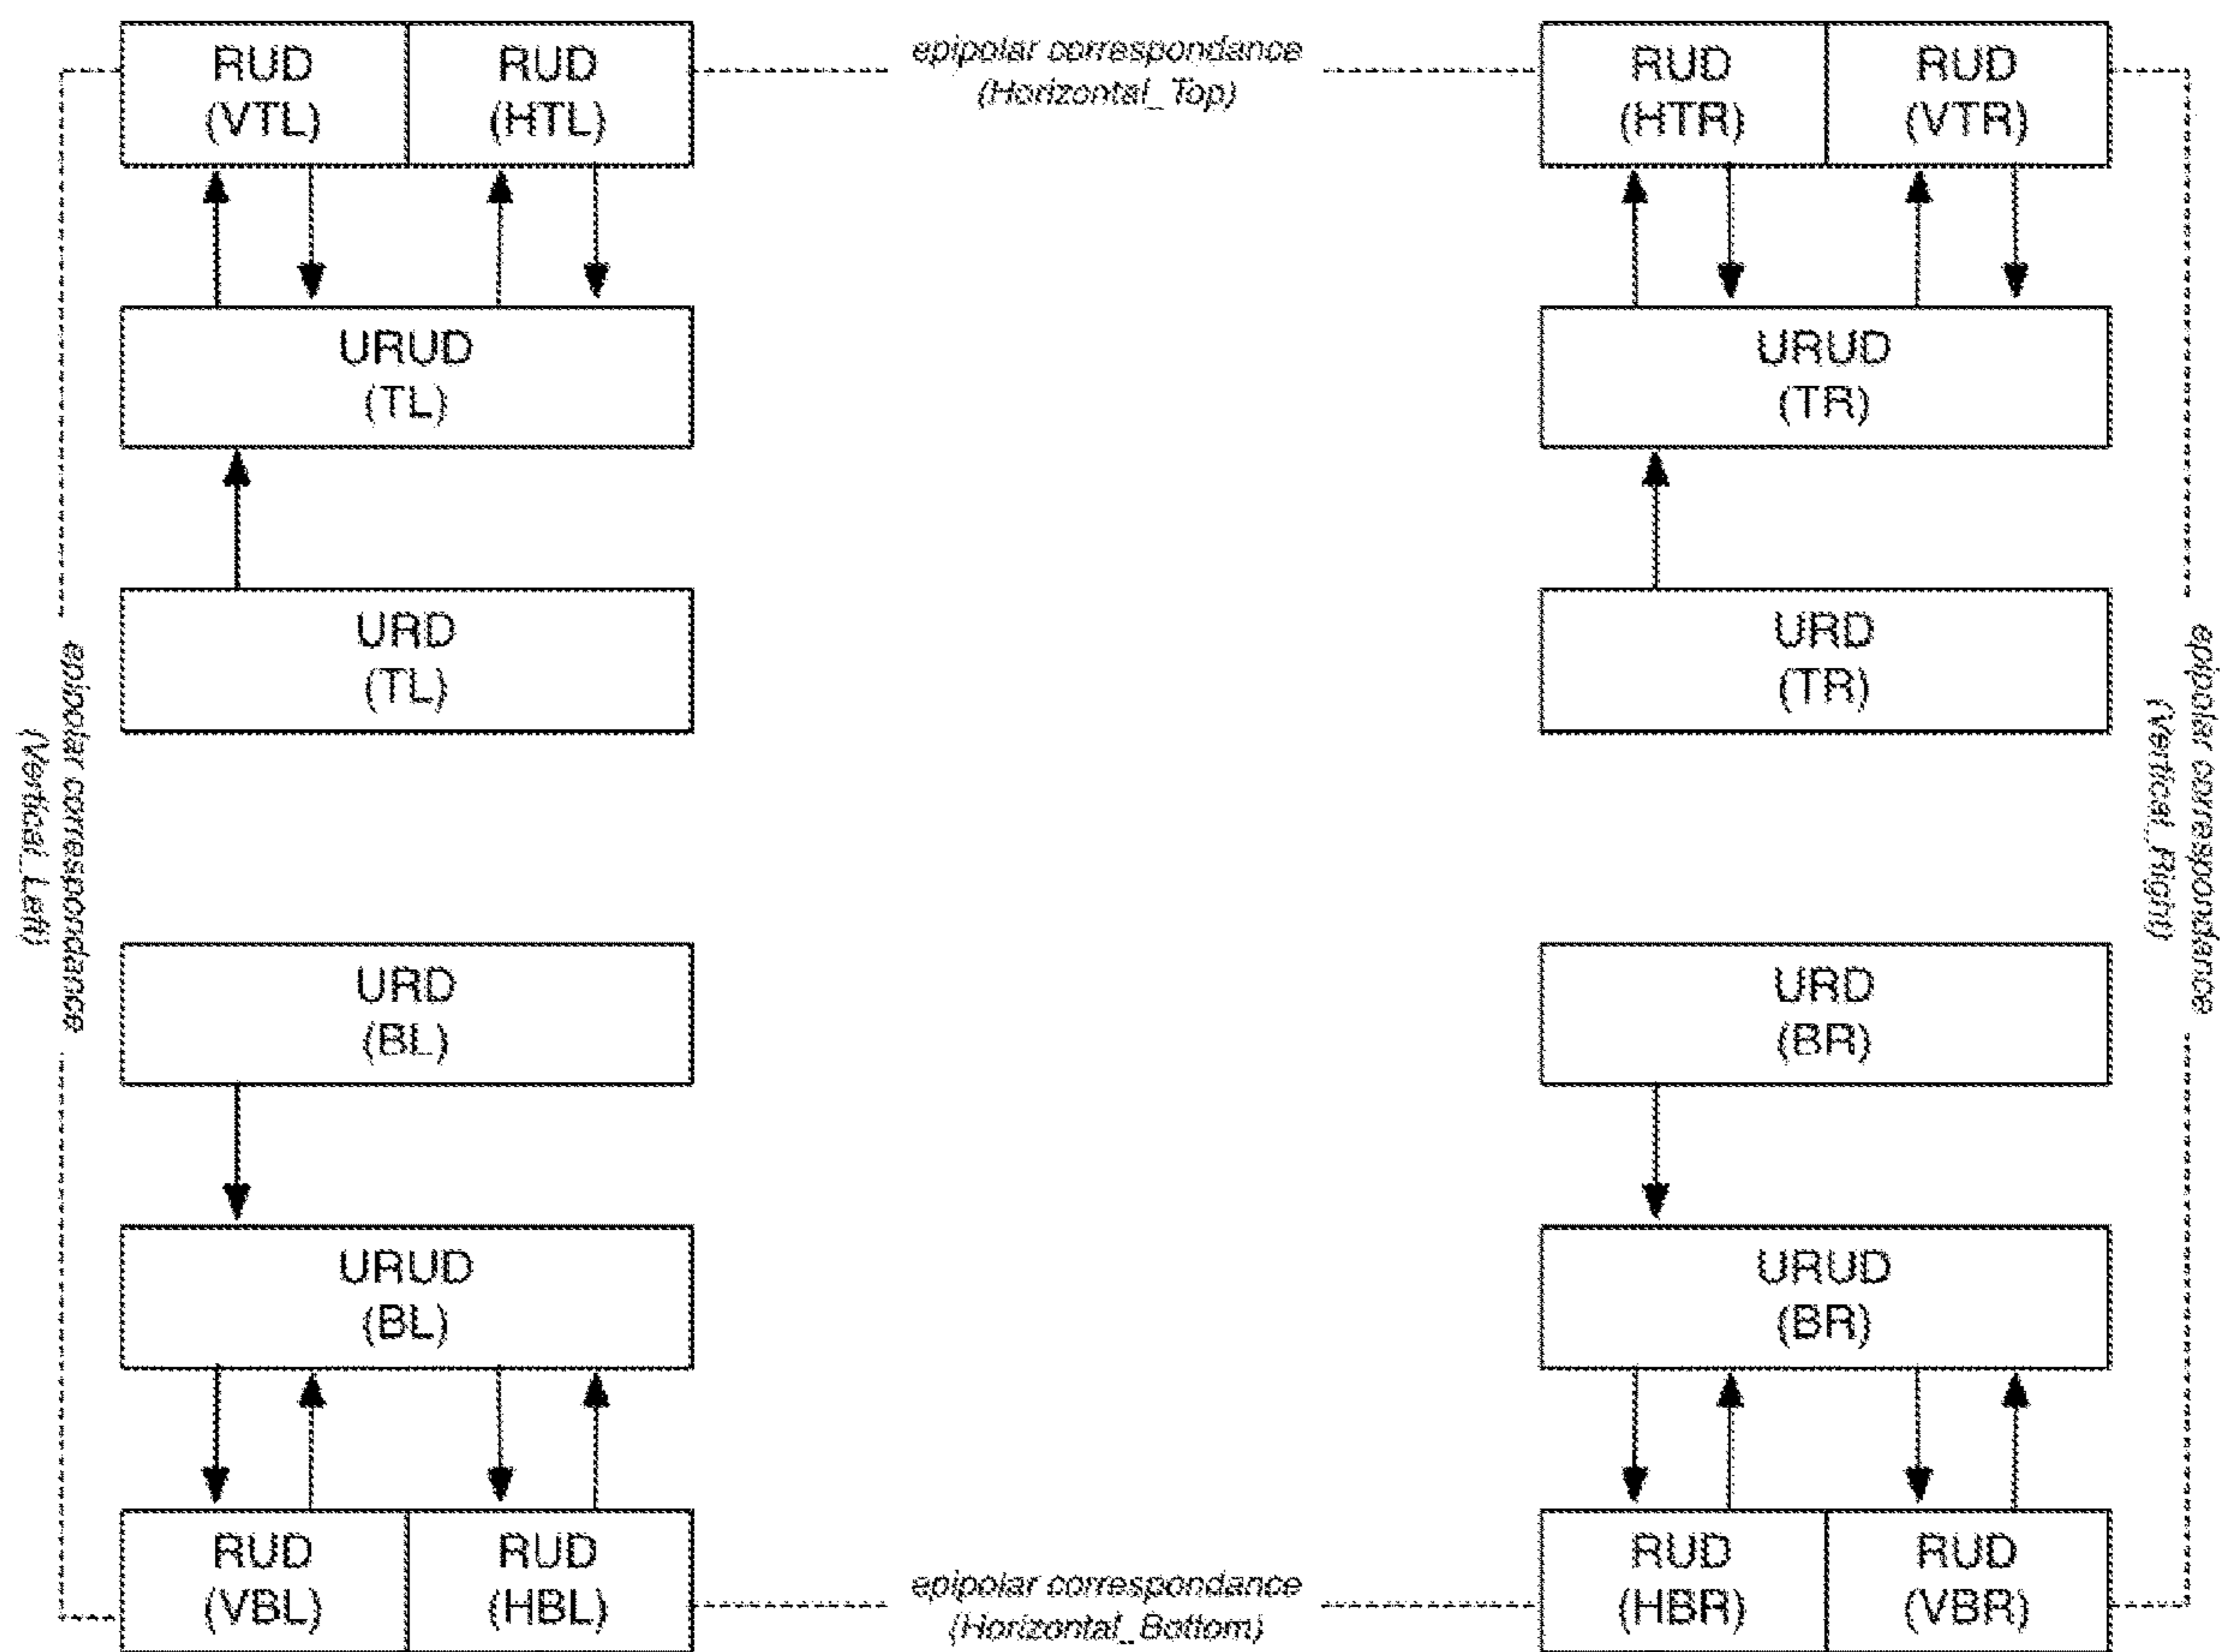 RUD
(VTL)
RUD
(HTL)
epipolar correspondance
(Horizontal_Top)
RUD
(HTR)
RUD
(VTR)
URUD
(TL)
URUD
(TR)
URD
(TL)
URD
(TR)
epipolar correspondance
(Vertical_Left)
epipolar correspondance
(Vertical_Right)
URD
(BL)
URD
(BR)
URUD
(BL)
URUD
(BR)
RUD
(VBL)
RUD
(HBL)
epipolar correspondance
(Horizontal_Bottom)
RUD
(HBR)
RUD
(VBR)